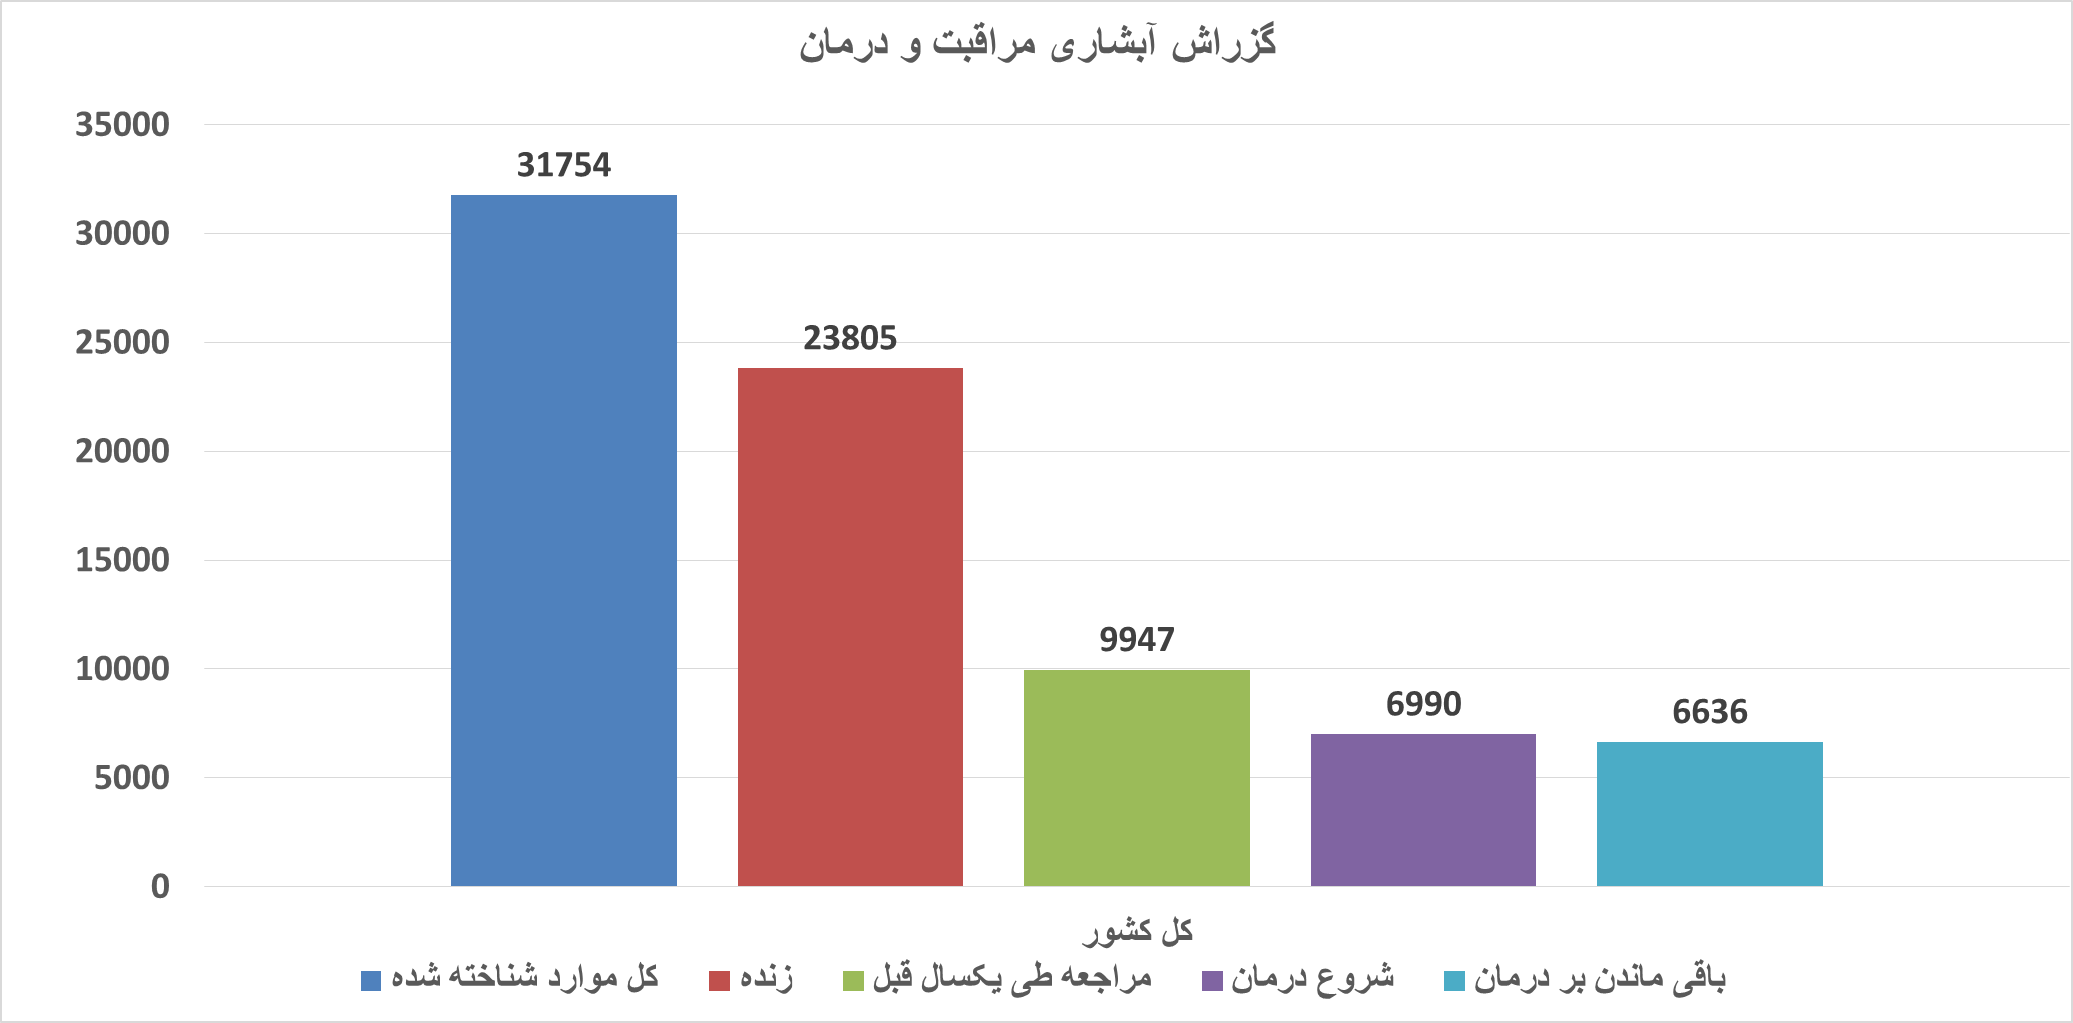 گزراش آبشاری مراقبت و درمان
35000
30000
25000
20000
15000
10000
5000
0
31754
23805
9947
6990
6636
کل کشور
کل موارد شناخته شده
زنده
مراجعه طی یکسال قبل
شروع درمان
باقی ماندن بر درمان